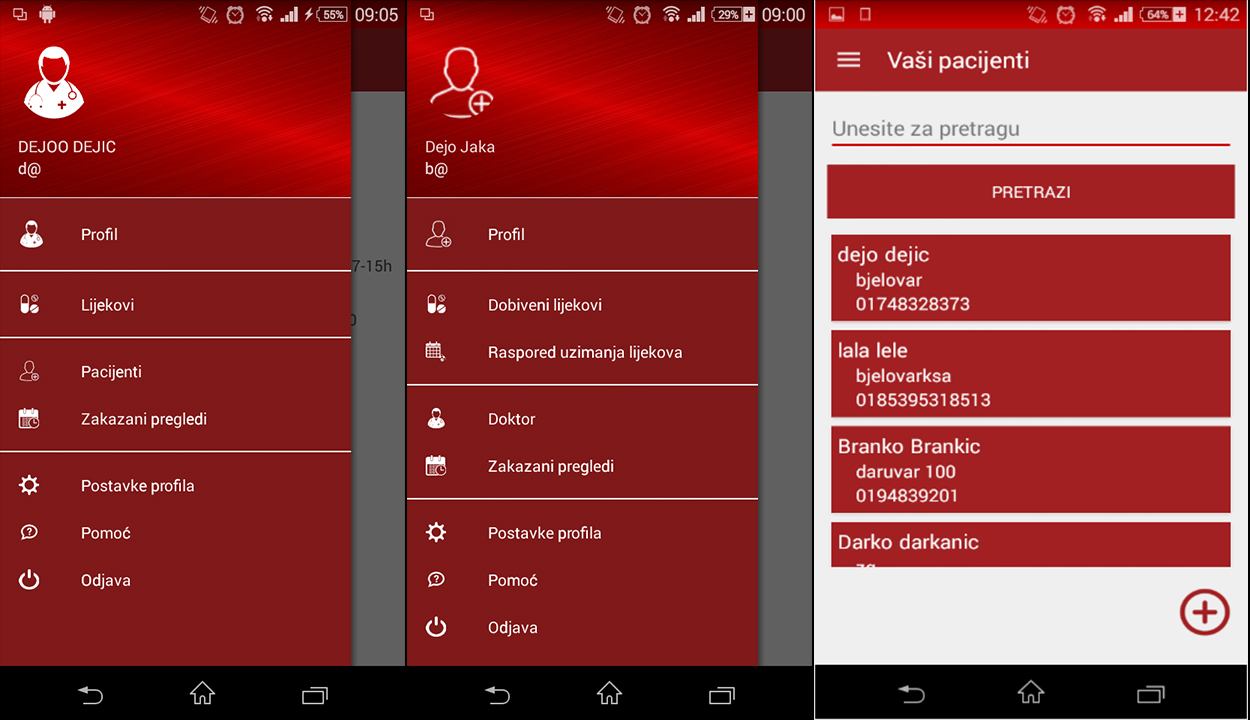 55% 09:05
DEJOO DEJIC
d@
Profil
7-15h
Lijekovi
Pacijenti
Zakazani pregledi
Postavke profila
Pomoć
Odjava
29% 09:00
Dejo Jaka
b@
Profil
Dobiveni lijekovi
Raspored uzimanja lijekova
Doktor
Zakazani pregledi
Postavke profila
Pomoć
Odjava
64% 12:42
Vaši pacijenti
Unesite za pretragu
PRETRAZI
dejo dejic
bjelovar
01748328373
lala lele
bjelovarksa
0185395318513
Branko Brankic
daruvar 100
0194839201
Darko darkanic